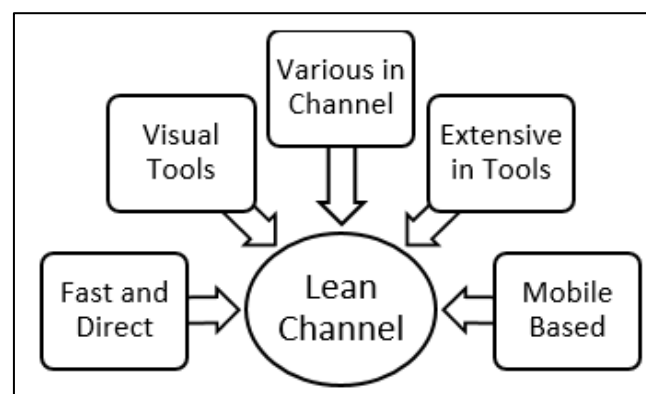 Various in
Channel
Visual
Tools
Extensive
in Tools
Fast and
Direct
Lean
Channel
Mobile
Based